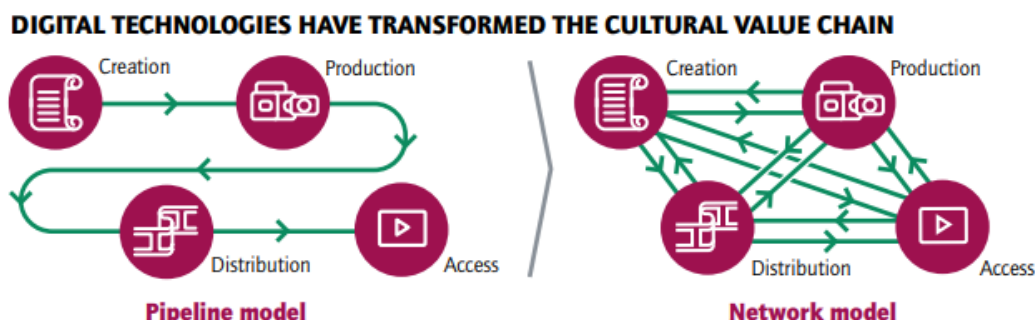 DIGITAL TECHNOLOGIES HAVE TRANSFORMED THE CULTURAL VALUE CHAIN
Creation
Production
Distribution
Access
Pipeline model
Creation
Production
Distribution
Access
Network model